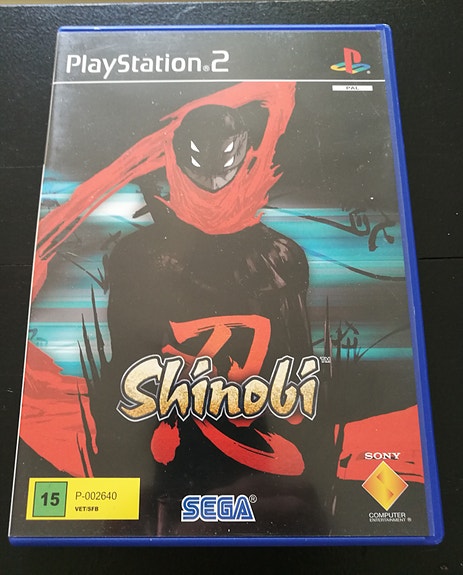 PlayStation®2
PAL
忍
Shinobi™
15
P-002640
VET/SFB
SEGA®
SONY
COMPUTER
ENTERTAINMENT®